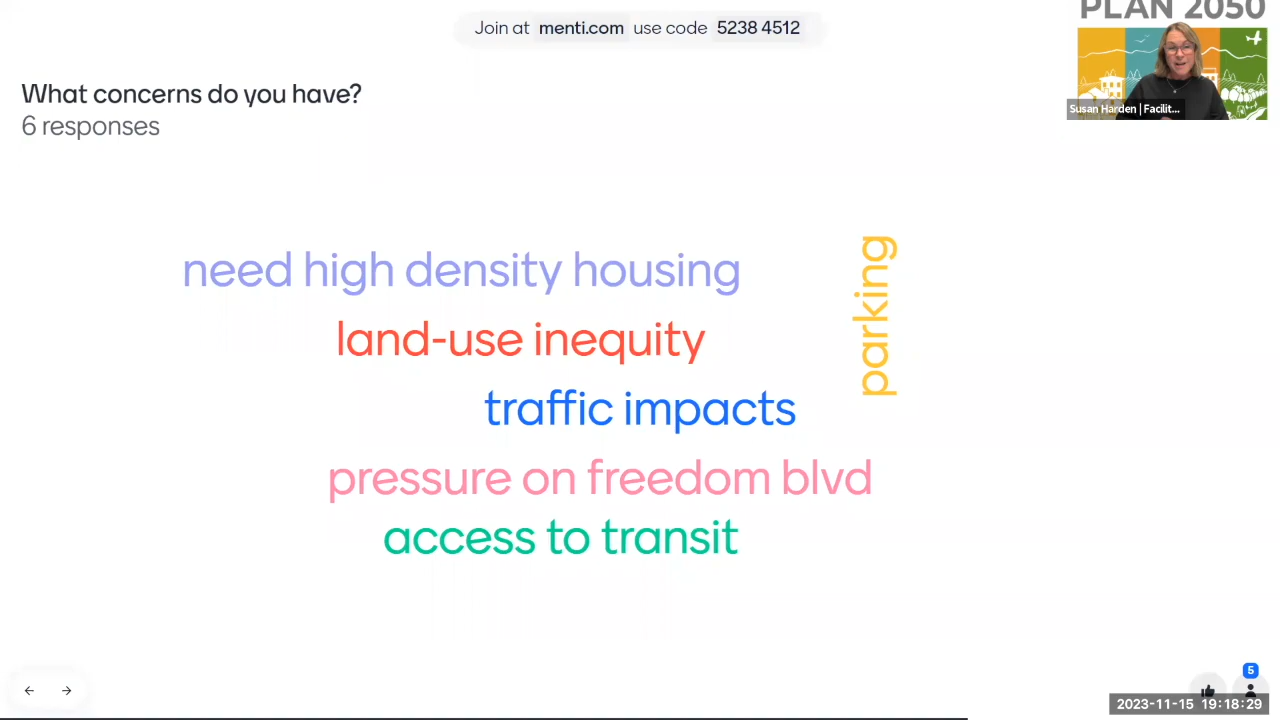 Join at menti.com use code 5238 4512
PLAN 2050
What concerns do you have?
6 responses
Susan Harden | Facilit...
need high density housing
parking
land-use inequity
traffic impacts
pressure on freedom blvd
access to transit
5
2023-11-15 19:18:29